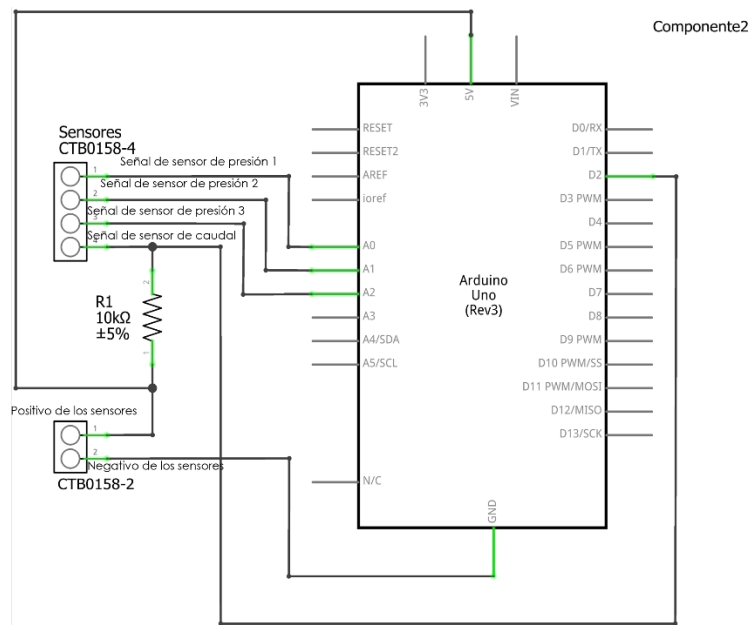 Componente2
3V3
5V
VIN
Sensores
CTB0158-4
1
Señal de sensor de presión 1
2
Señal de sensor de presión 2
3
Señal de sensor de presión 3
4
Señal de sensor de caudal
R1
10kΩ
±5%
2
1
Positivo de los sensores
1
2
Negativo de los sensores
CTB0158-2
RESET
RESET2
AREF
ioref
A0
A1
A2
A3
A4/SDA
A5/SCL
N/C
Arduino
Uno
(Rev3)
D0/RX
D1/TX
D2
D3 PWM
D4
D5 PWM
D6 PWM
D7
D8
D9 PWM
D10 PWM/SS
D11 PWM/MOSI
D12/MISO
D13/SCK
GND